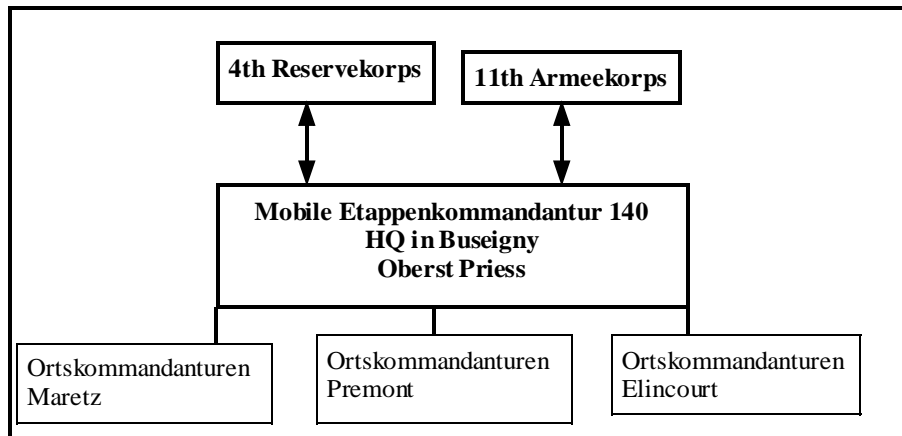 4th Reservekorps
11th Armeekorps
Mobile Etappenkommandantur 140
HQ in Buseigny
Oberst Priess
Ortskommandanturen
Maretz
Ortskommandanturen
Premont
Ortskommandanturen
Elincourt